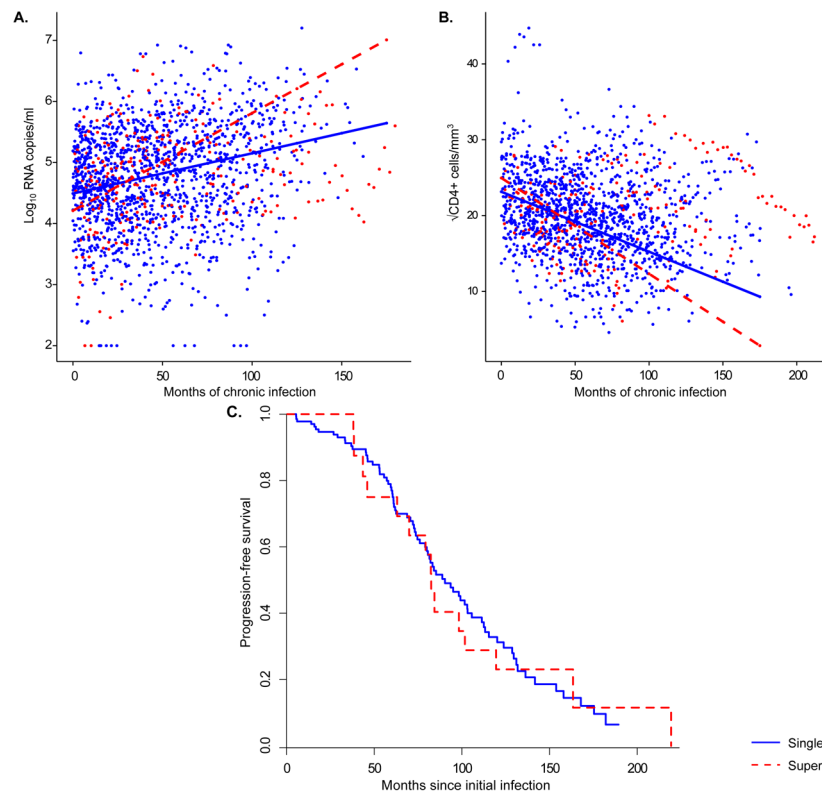 A.
B.
7
6
5
4
3
2
Log10 RNA copies/ml
0 50 100 150
Months of chronic infection
40
30
20
10
√CD4+ cells/mm3
0 50 100 150 200
Months of chronic infection
C.
1.0
0.8
0.6
0.4
0.2
0.0
Progression-free survival
0 50 100 150 200
Months since initial infection
Single
Super